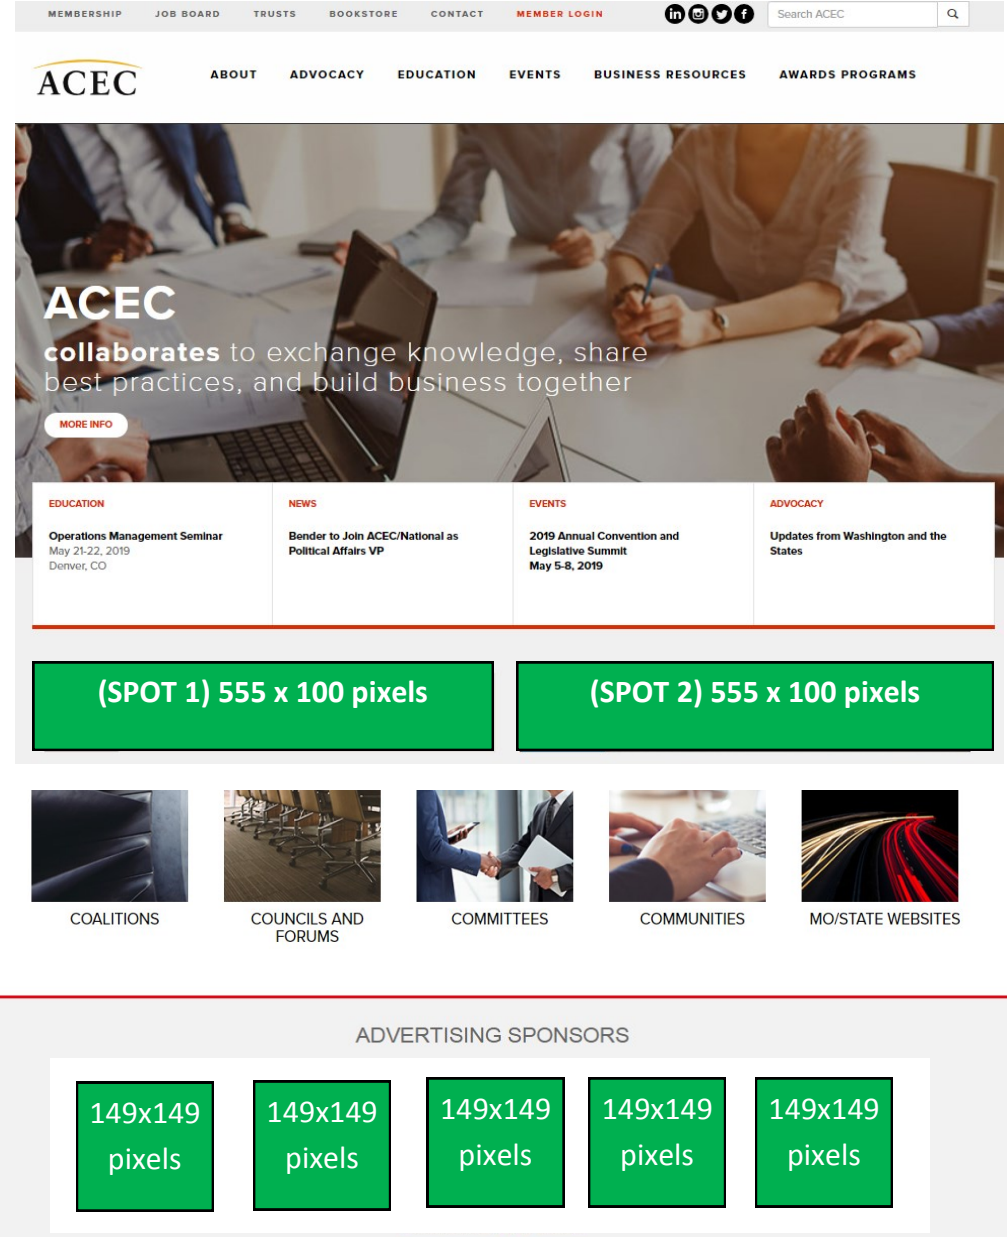 MEMBERSHIP JOB BOARD TRUSTS BOOKSTORE CONTACT MEMBER LOGIN in f Search ACEC
ACEC ABOUT ADVOCACY EDUCATION EVENTS BUSINESS RESOURCES AWARDS PROGRAMS
ACEC
collaborates to exchange knowledge, share
best practices, and build business together
MORE INFO
EDUCATION
Operations Management Seminar
May 21-22, 2019
Denver, CO
NEWS
Bender to Join ACEC/National as
Political Affairs VP
EVENTS
2019 Annual Convention and
Legislative Summit
May 5-8, 2019
ADVOCACY
Updates from Washington and the
States
(SPOT 1) 555 x 100 pixels
(SPOT 2) 555 x 100 pixels
COALITIONS
COUNCILS AND
FORUMS
COMMITTEES
COMMUNITIES
MO/STATE WEBSITES
ADVERTISING SPONSORS
149x149
pixels
149x149
pixels
149x149
pixels
149x149
pixels
149x149
pixels